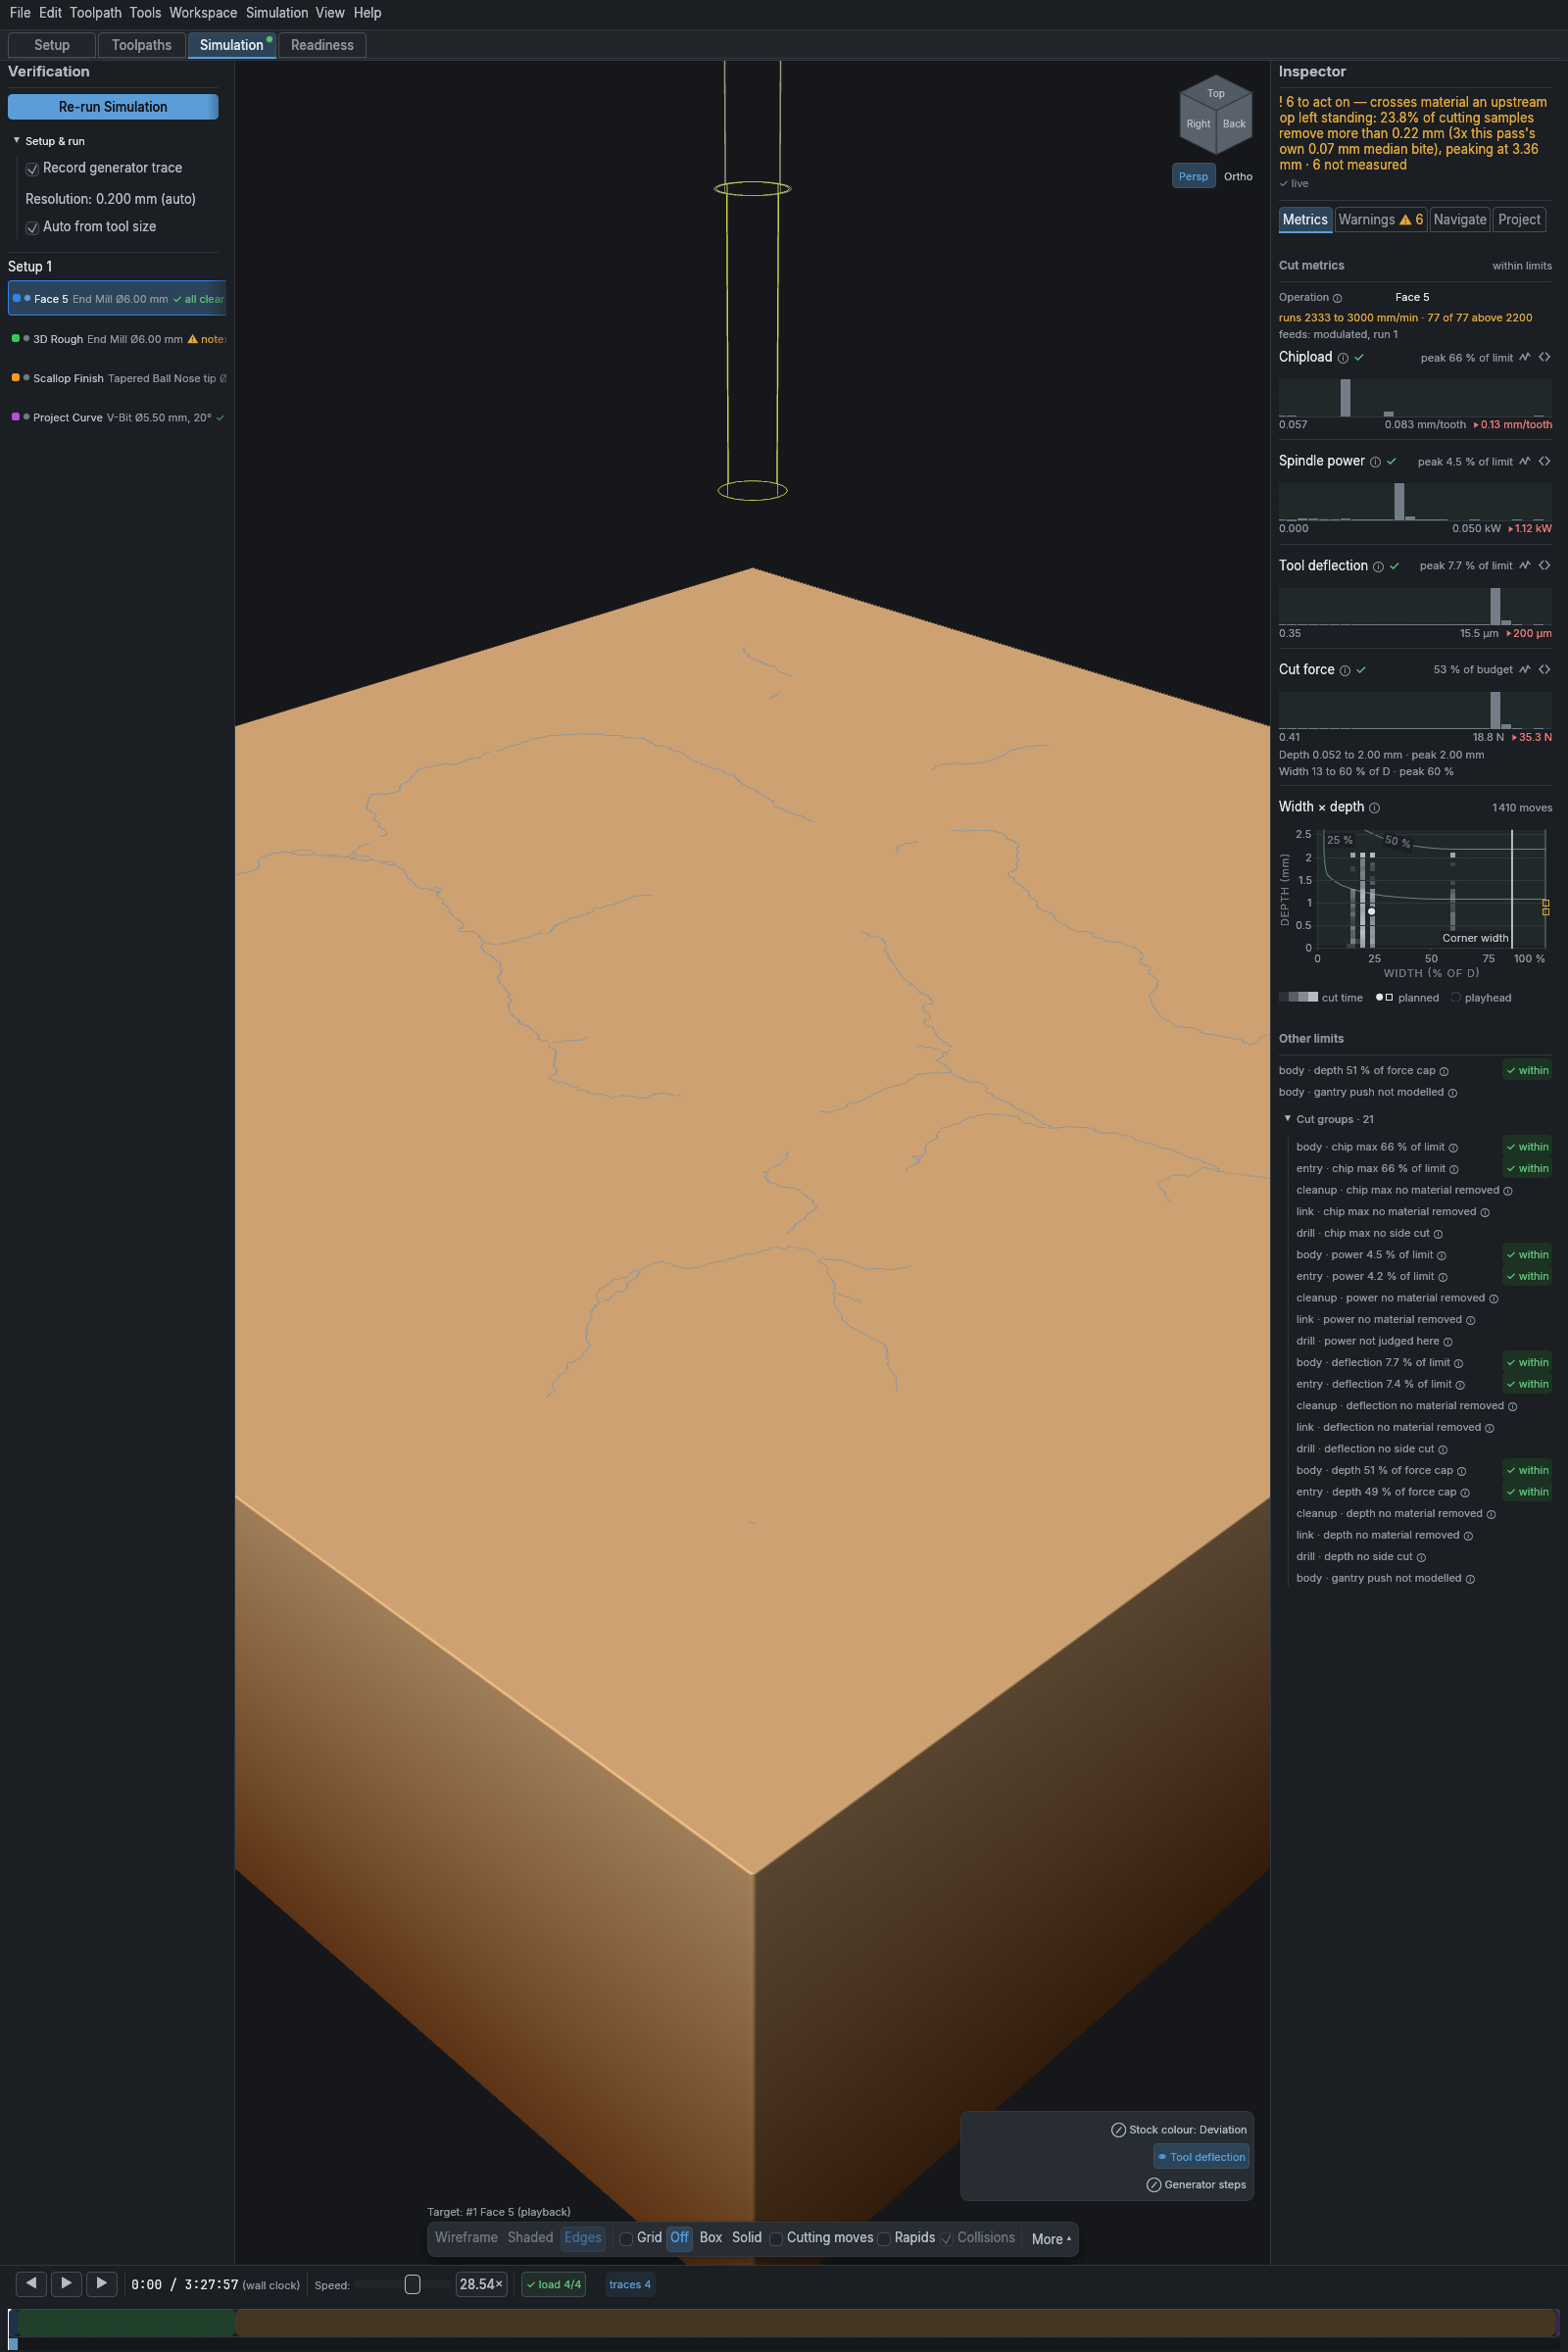 File Edit Toolpath Tools Workspace Simulation View Help
Setup Toolpaths Simulation Readiness
Verification
Re-run Simulation
Setup & run
Record generator trace
Resolution: 0.200 mm (auto)
Auto from tool size
Setup 1
Face 5 End Mill Ø6.00 mm ✓ all clear
3D Rough End Mill Ø6.00 mm ⚠ note
Scallop Finish Tapered Ball Nose tip Ø
Project Curve V-Bit Ø5.50 mm, 20° ✓
Top
Right Back
Persp Ortho
Stock colour: Deviation
Tool deflection
Generator steps
Target: #1 Face 5 (playback)
Wireframe Shaded Edges Grid Off Box Solid Cutting moves Rapids Collisions More
Inspector
! 6 to act on — crosses material an upstream
op left standing: 23.8% of cutting samples
remove more than 0.22 mm (3x this pass's
own 0.07 mm median bite), peaking at 3.36
mm · 6 not measured
✓ live
Metrics Warnings ⚠ 6 Navigate Project
Cut metrics within limits
Operation Face 5
runs 2333 to 3000 mm/min · 77 of 77 above 2200
feeds: modulated, run 1
Chipload ✓ peak 66 % of limit
0.057 0.083 mm/tooth 0.13 mm/tooth
Spindle power ✓ peak 4.5 % of limit
0.000 0.050 kW 1.12 kW
Tool deflection ✓ peak 7.7 % of limit
0.35 15.5 µm 200 µm
Cut force ✓ 53 % of budget
0.41 18.8 N 35.3 N
Depth 0.052 to 2.00 mm · peak 2.00 mm
Width 13 to 60 % of D · peak 60 %
Width × depth 1410 moves
DEPTH (mm)
2.5
2
1.5
1
0.5
0
25 % 50 %
Corner width
0 25 50 75 100 %
WIDTH (% OF D)
cut time planned playhead
Other limits
body · depth 51 % of force cap ✓ within
body · gantry push not modelled
Cut groups · 21
body · chip max 66 % of limit ✓ within
entry · chip max 66 % of limit ✓ within
cleanup · chip max no material removed
link · chip max no material removed
drill · chip max no side cut
body · power 4.5 % of limit ✓ within
entry · power 4.2 % of limit ✓ within
cleanup · power no material removed
link · power no material removed
drill · power not judged here
body · deflection 7.7 % of limit ✓ within
entry · deflection 7.4 % of limit ✓ within
cleanup · deflection no material removed
link · deflection no material removed
drill · deflection no side cut
body · depth 51 % of force cap ✓ within
entry · depth 49 % of force cap ✓ within
cleanup · depth no material removed
link · depth no material removed
drill · depth no side cut
body · gantry push not modelled
0:00 / 3:27:57 (wall clock) Speed: 28.54× ✓ load 4/4 traces 4